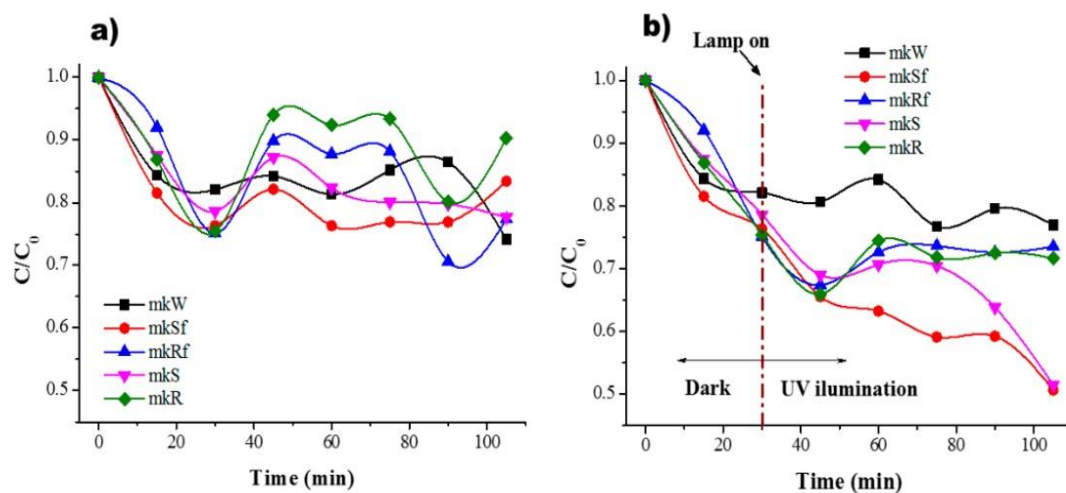 a)
1.0
0.9
0.8
0.7
0.6
0.5
C/C0
mkW
mkSf
mkRf
mkS
mkR
0 20 40 60 80 100
Time (min)
b)
Lamp on
mkW
mkSf
mkRf
mkS
mkR
1.0
0.9
0.8
0.7
0.6
0.5
C/C0
Dark UV ilumination
0 20 40 60 80 100
Time (min)